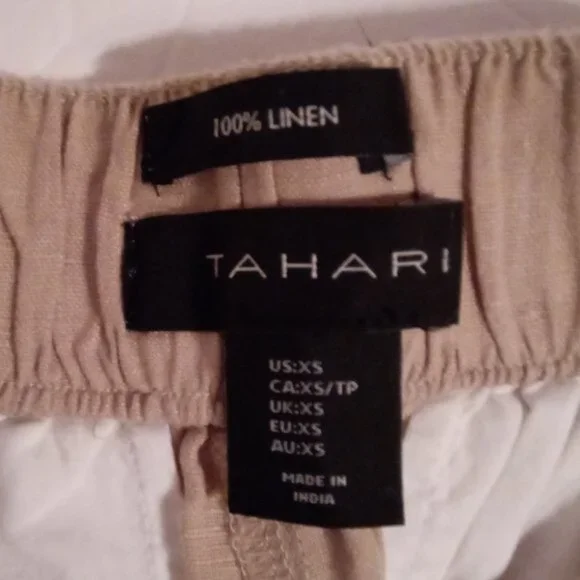 100% LINEN
TAHARI
US:XS
CA:XS/TP
UK:XS
EU:XS
AU:XS
MADE IN
INDIA